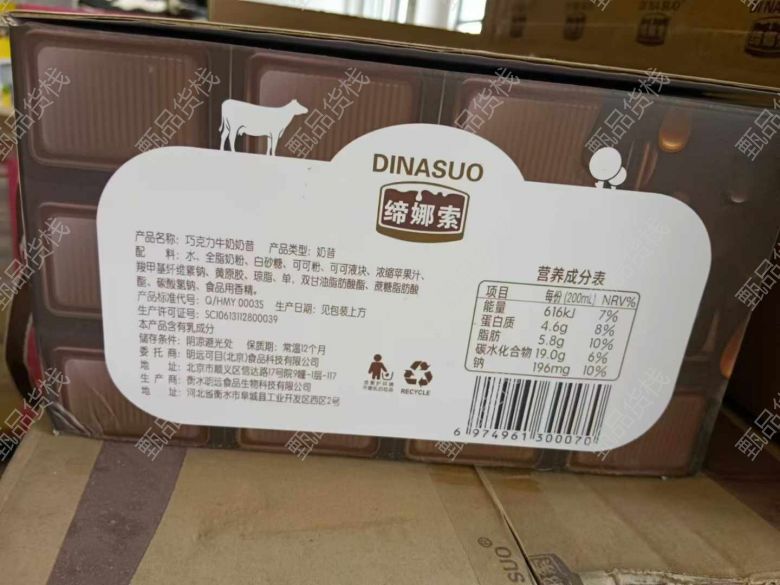 DINASUO
DINASUO
缔娜索
产品名称：巧克力牛奶奶昔 产品类型：奶昔
配 料：水、全脂奶粉、白砂糖、可可粉、可可液块、浓缩苹果汁、
羧甲基纤维素钠、黄原胶、琼脂、单，双甘油脂肪酸酯、蔗糖脂肪酸
酯、碳酸氢钠、食品用香精。
产品标准代号：Q/HMY 0003S 生产日期：见包装上方
生产许可证号：SC10613112800039
本产品含有乳成分
储存条件：阴凉避光处 保质期：常温12个月
委 托 商：明远可目(北京)食品科技有限公司
地 址：北京市顺义区信达路17号院9幢-1层-117
生 产 商：衡水明远食品生物科技有限公司
地 址：河北省衡水市阜城县工业开发区西区2号
RECYCLE
营养成分表
项目 每份(200mL) NRV%
能量 616kJ 7%
蛋白质 4.6g 8%
脂肪 5.8g 10%
碳水化合物 19.0g 6%
钠 196mg 10%
6 974961 300070
SUO®
甄品货栈